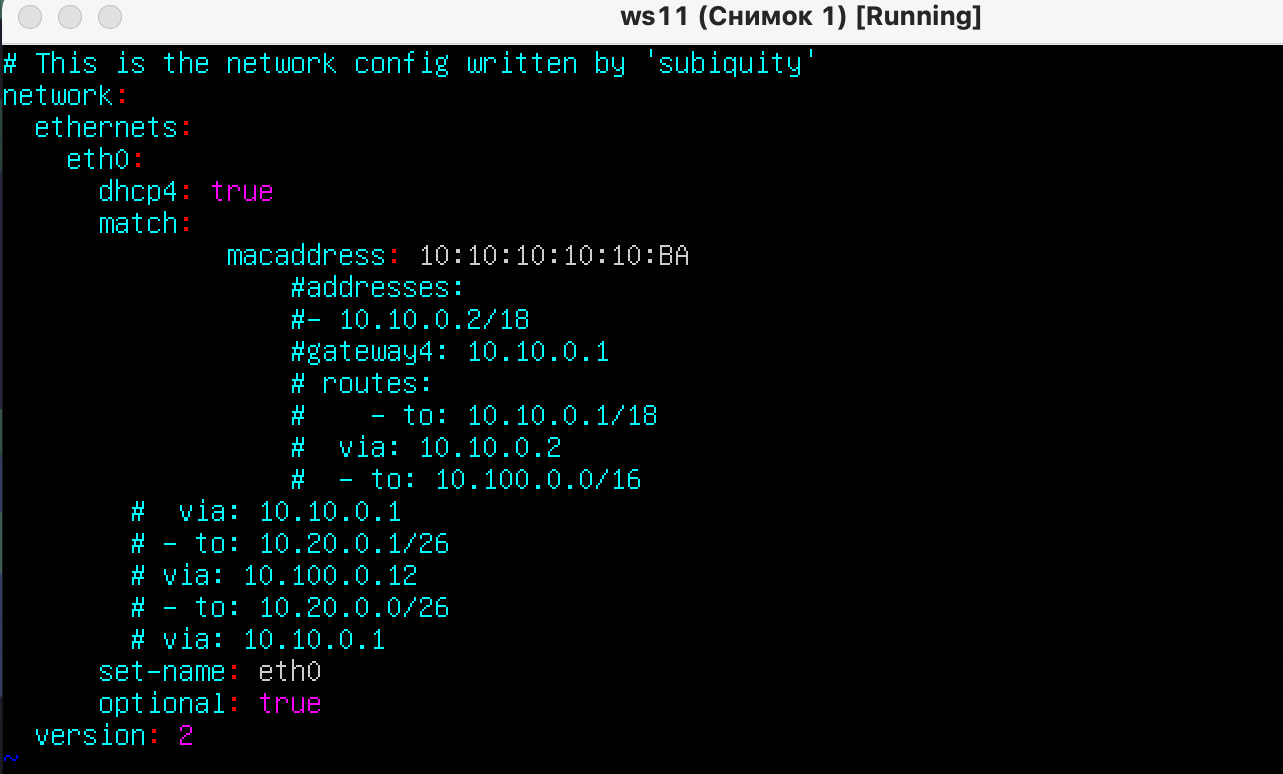 ws11 (Снимок 1) [Running]
# This is the network config written by 'subiquity'
network:
  ethernets:
    eth0:
      dhcp4: true
      match:
              macaddress: 10:10:10:10:10:BA
                  #addresses:
                  #- 10.10.0.2/18
                  #gateway4: 10.10.0.1
                  # routes:
                  #    - to: 10.10.0.1/18
                  #  via: 10.10.0.2
                  #  - to: 10.100.0.0/16
        #  via: 10.10.0.1
        # - to: 10.20.0.1/26
        # via: 10.100.0.12
        # - to: 10.20.0.0/26
        # via: 10.10.0.1
      set-name: eth0
      optional: true
  version: 2
~